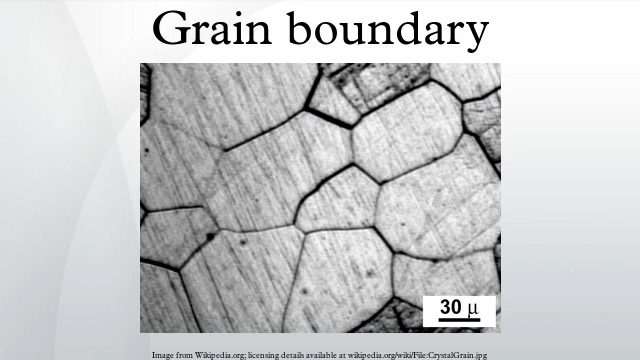 Grain boundary
30 µ
Image from Wikipedia.org; licensing details available at wikipedia.org/wiki/File:CrystalGrain.jpg